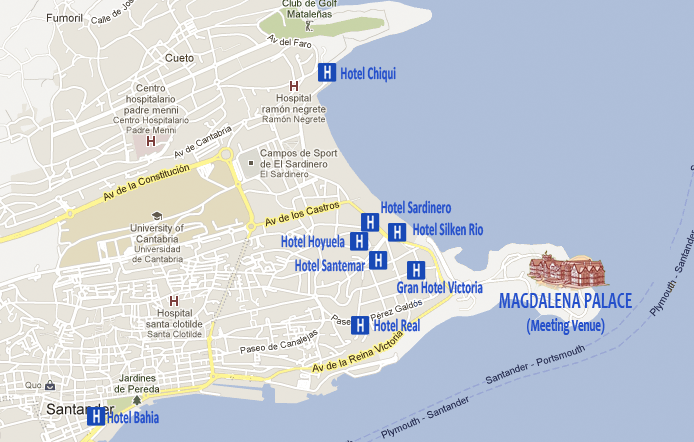 Fumoril
Calle de Jos
Club de Golf
Mataleñas
Av del Faro
Cueto
H Hotel Chiqui
Centro
hospitalario
padre menni
Centro Hospitalario
Padre Menni
H
H
Hospital
ramón negrete
Ramón Negrete
Av de Cantabria
Campos de Sport
de El Sardinero
El Sardinero
Av de la Constitución
Av de los Castros
Hotel Sardinero
H
H Hotel Silken Rio
Hotel Hoyuela H
Hotel Santemar H
University of
Cantabria
Universidad
de Cantabria
H
Gran Hotel Victoria
MAGDALENA PALACE
(Meeting Venue)
Plymouth - Santander
H
Hospital
santa clotilde
Santa Clotilde
Paseo
Pérez Galdós
H Hotel Real
Paseo de Canalejas
Av de la Reina Victoria
Santander - Portsmouth
Plymouth - Santander
Quo
Jardines
de Pereda
Santander
H Hotel Bahia